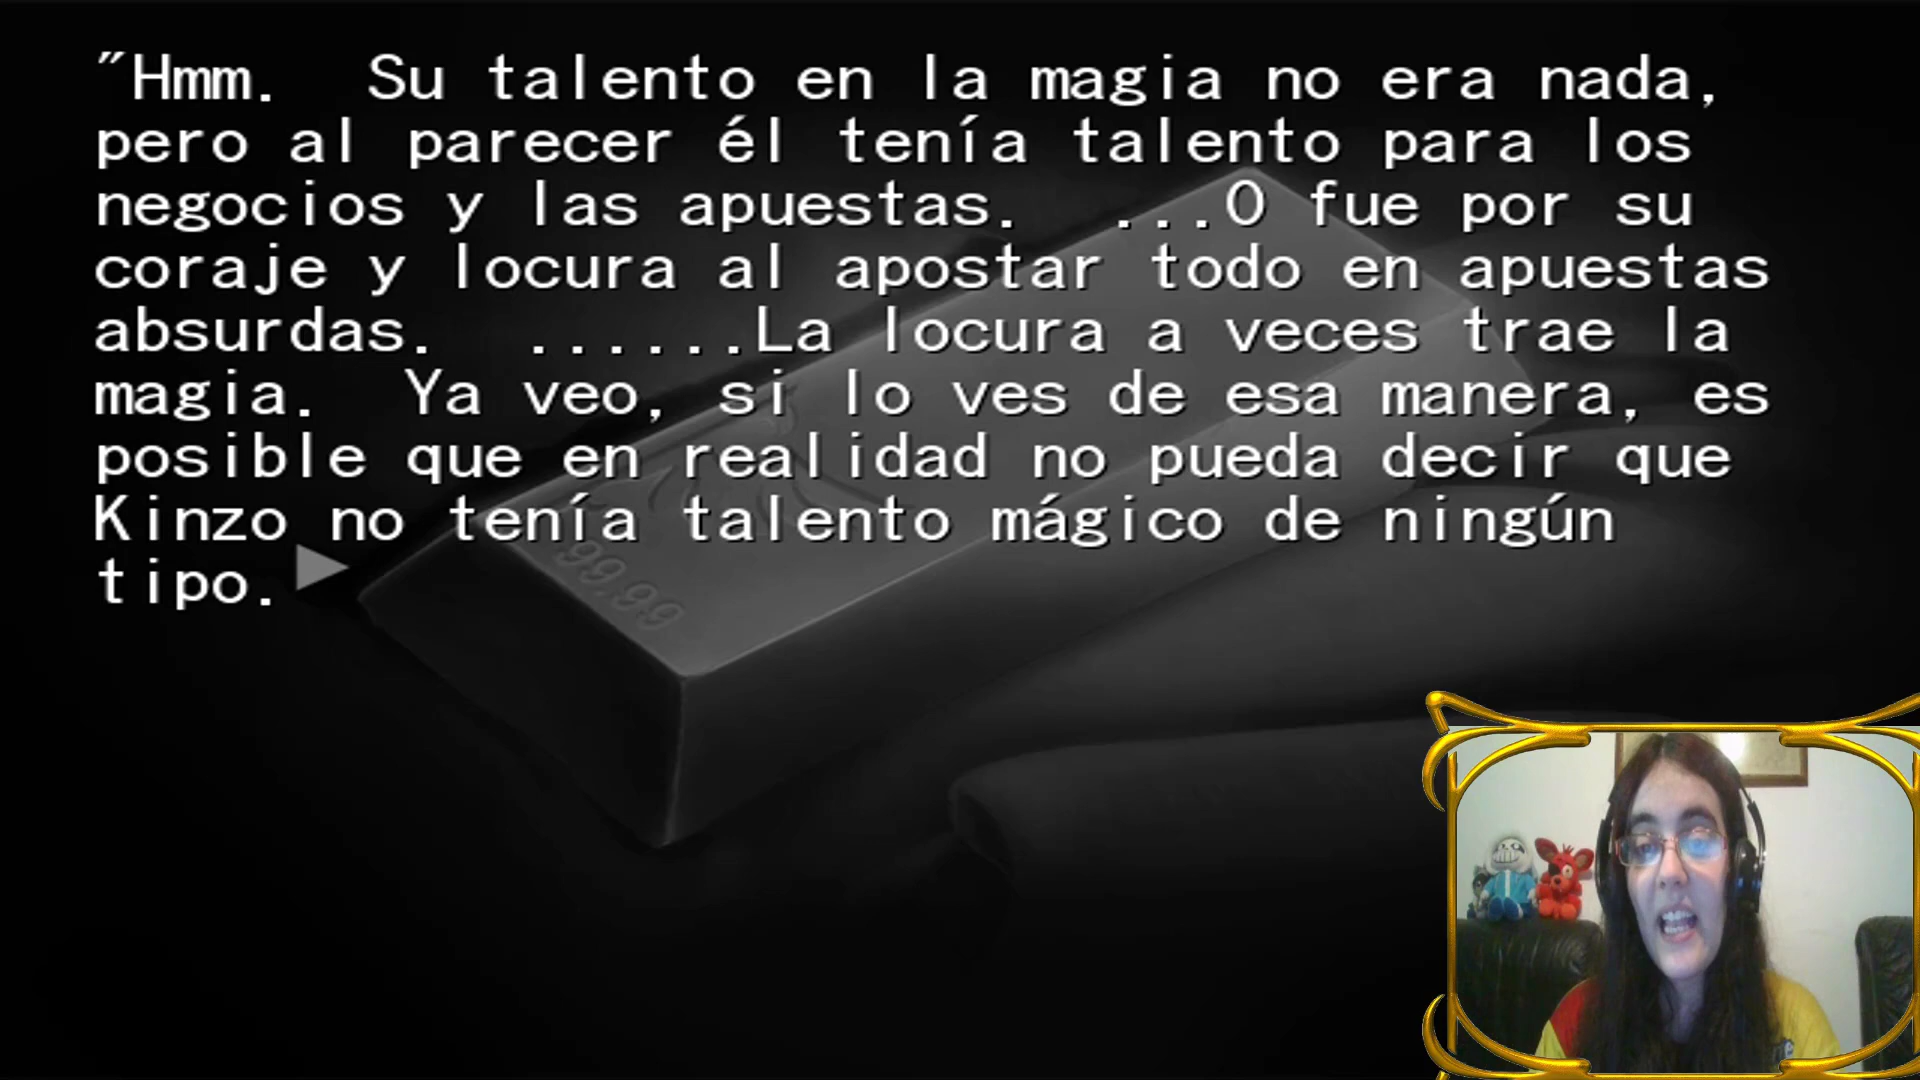 "Hmm.  Su talento en la magia no era nada,
pero al parecer él tenía talento para los
negocios y las apuestas.  ...O fue por su
coraje y locura al apostar todo en apuestas
absurdas.  ......La locura a veces trae la
magia.  Ya veo, si lo ves de esa manera, es
posible que en realidad no pueda decir que
Kinzo no tenía talento mágico de ningún
tipo.
99.99